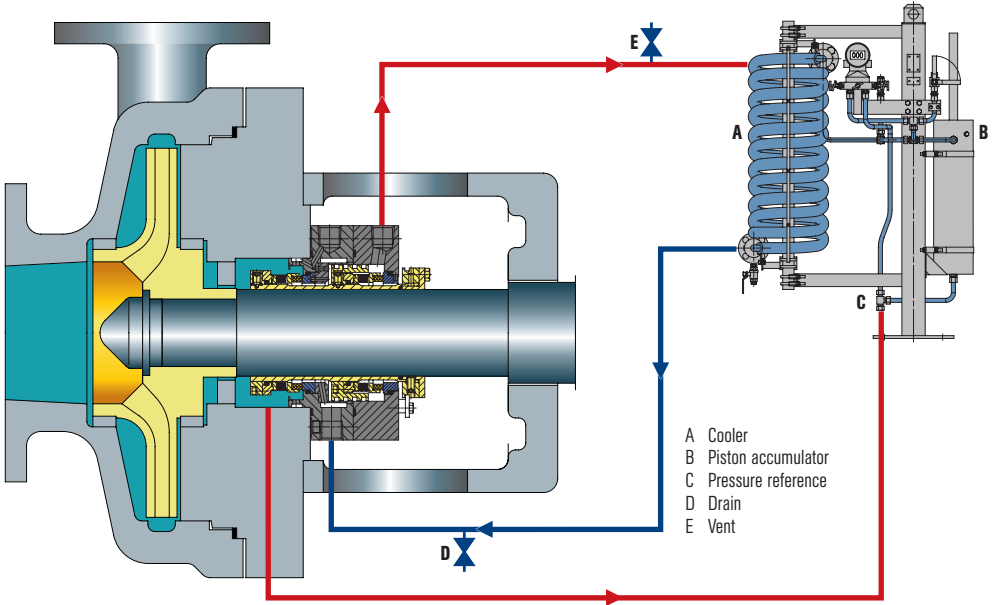 E
A
B
C
A Cooler
B Piston accumulator
C Pressure reference
D Drain
E Vent
D